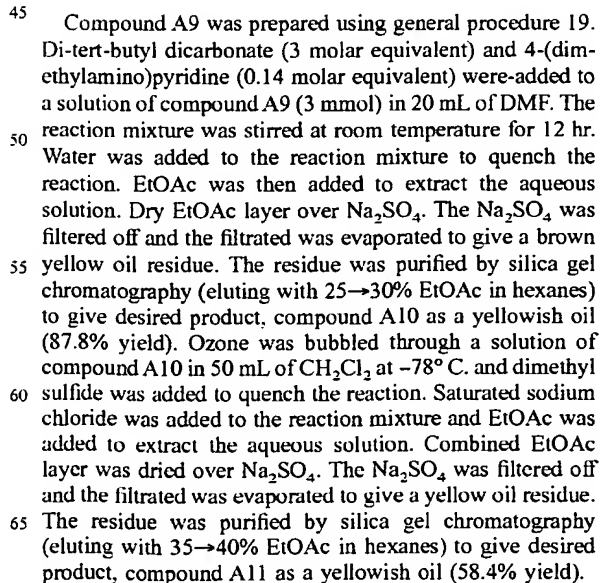 45
Compound A9 was prepared using general procedure 19.
Di-tert-butyl dicarbonate (3 molar equivalent) and 4-(dim-
ethylamino)pyridine (0.14 molar equivalent) were-added to
a solution of compound A9 (3 mmol) in 20 mL of DMF. The
50 reaction mixture was stirred at room temperature for 12 hr.
Water was added to the reaction mixture to quench the
reaction. EtOAc was then added to extract the aqueous
solution. Dry EtOAc layer over Na₂SO₄. The Na₂SO₄ was
filtered off and the filtrated was evaporated to give a brown
55 yellow oil residue. The residue was purified by silica gel
chromatography (eluting with 25→30% EtOAc in hexanes)
to give desired product, compound A10 as a yellowish oil
(87.8% yield). Ozone was bubbled through a solution of
compound A10 in 50 mL of CH₂Cl₂ at −78° C. and dimethyl
60 sulfide was added to quench the reaction. Saturated sodium
chloride was added to the reaction mixture and EtOAc was
added to extract the aqueous solution. Combined EtOAc
layer was dried over Na₂SO₄. The Na₂SO₄ was filtered off
and the filtrated was evaporated to give a yellow oil residue.
65 The residue was purified by silica gel chromatography
(eluting with 35→40% EtOAc in hexanes) to give desired
product, compound A11 as a yellowish oil (58.4% yield).